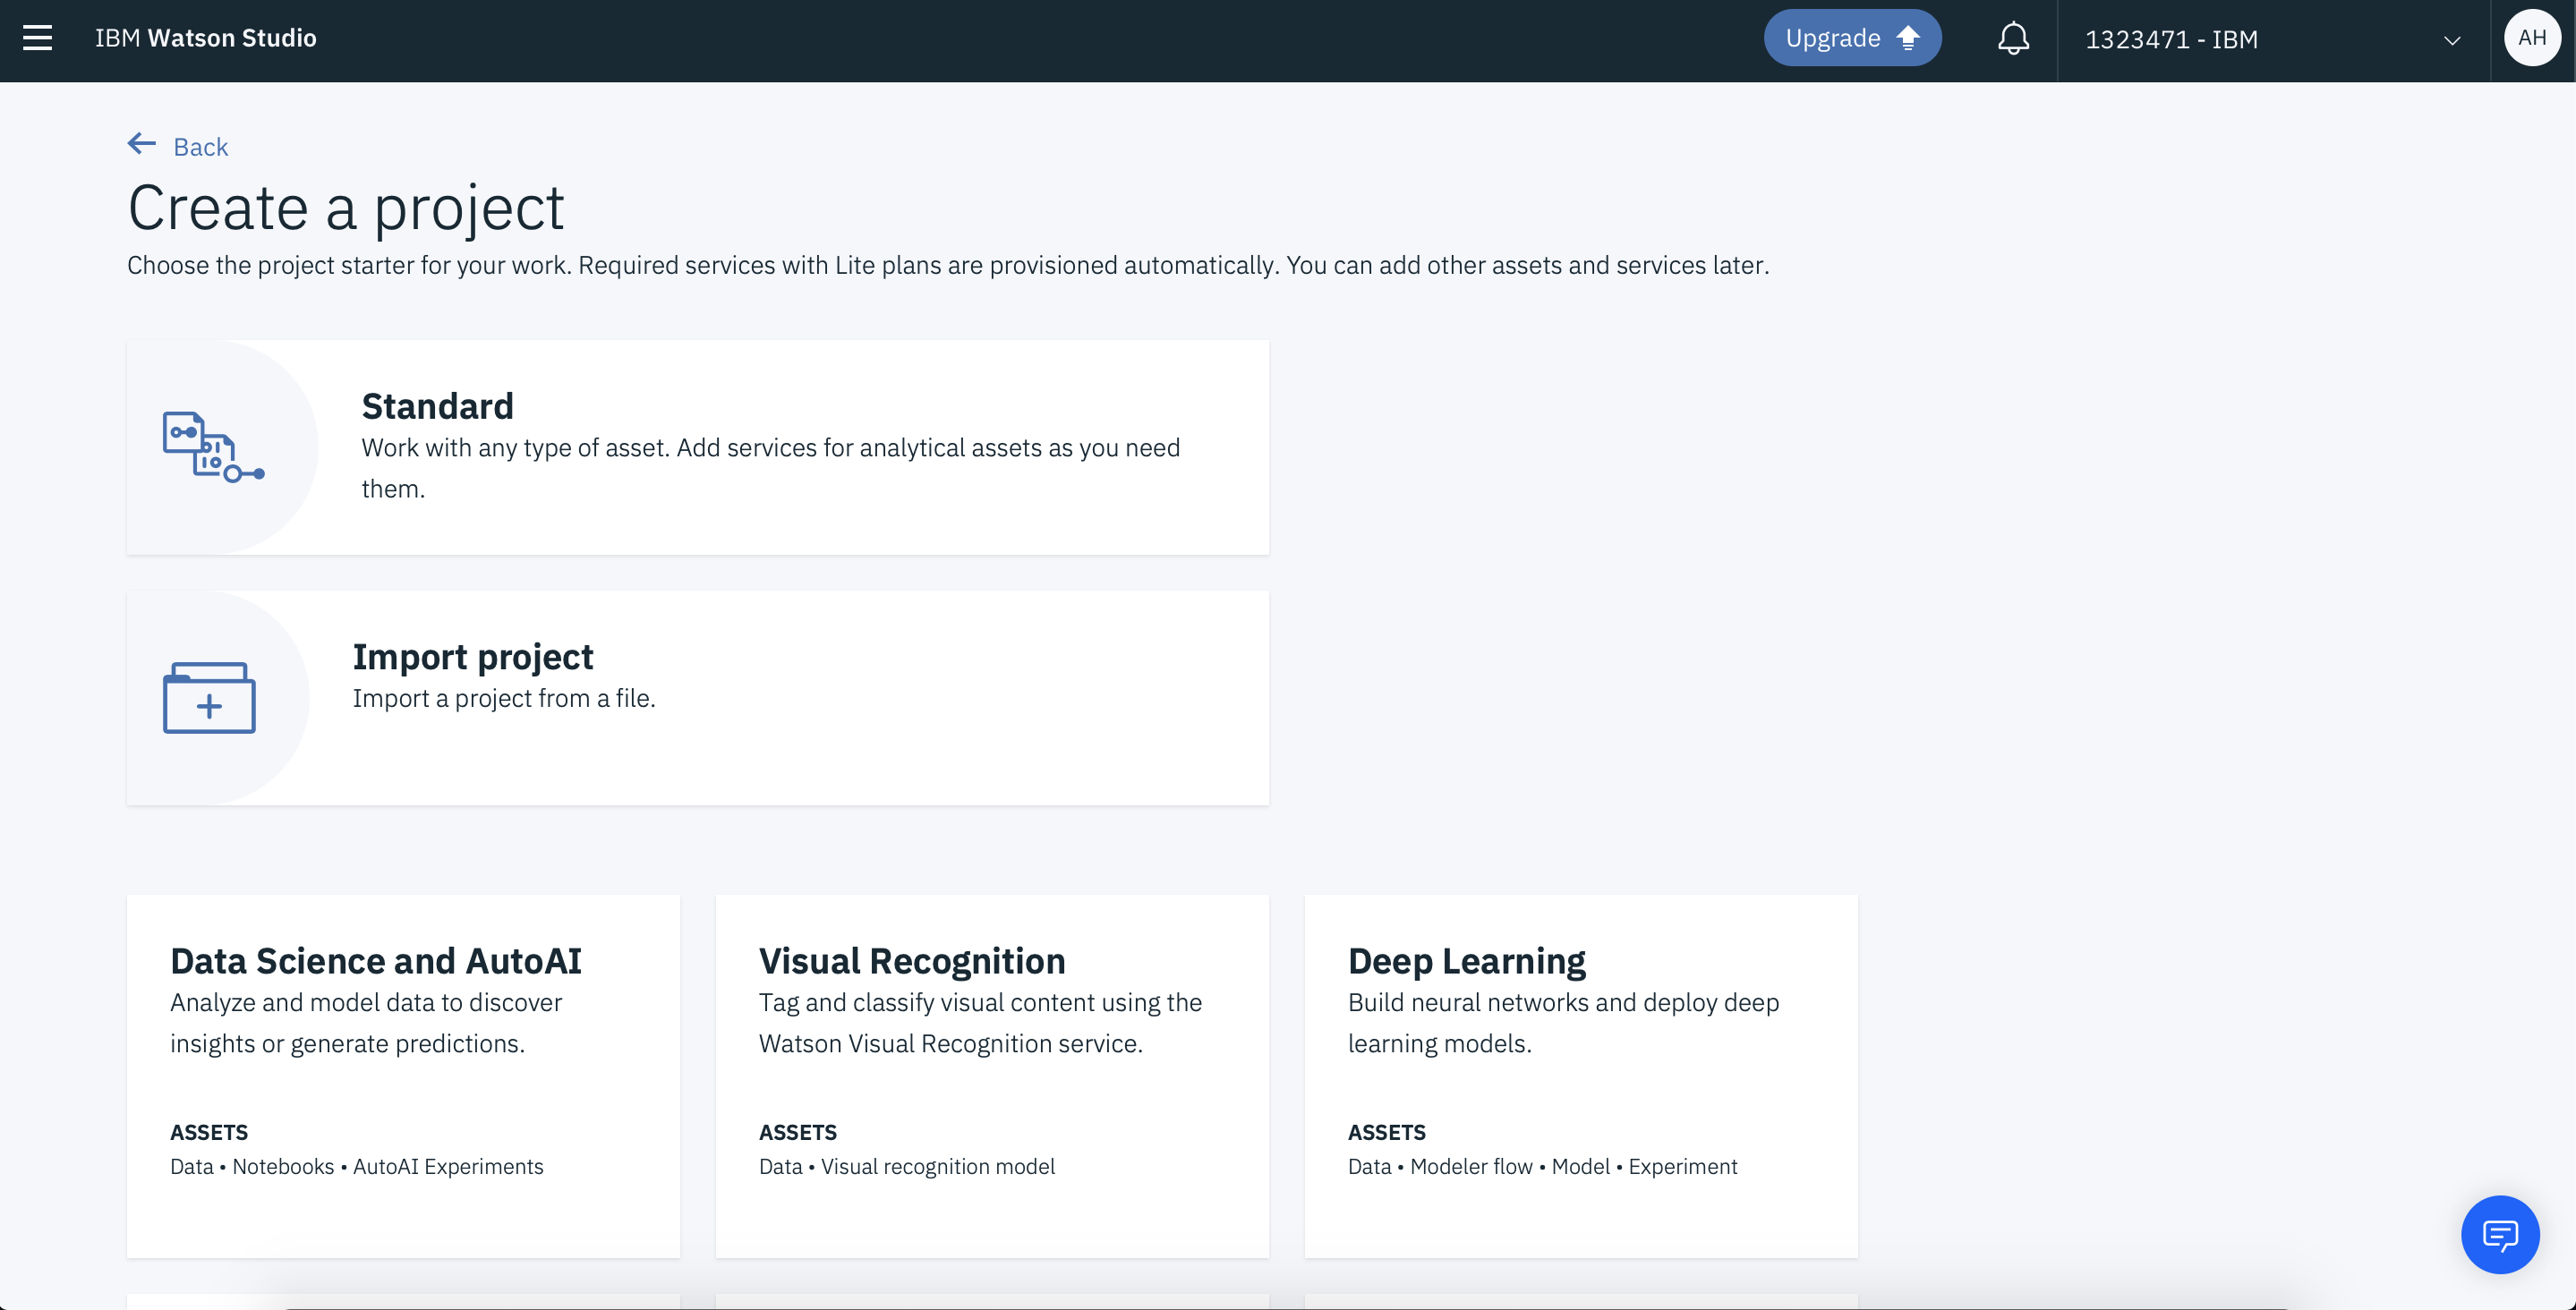 IBM Watson Studio
Upgrade
1323471 - IBM
AH
Back
Create a project
Choose the project starter for your work. Required services with Lite plans are provisioned automatically. You can add other assets and services later.
Standard
Work with any type of asset. Add services for analytical assets as you need
them.
Import project
Import a project from a file.
Data Science and AutoAI
Analyze and model data to discover
insights or generate predictions.
ASSETS
Data • Notebooks • AutoAI Experiments
Visual Recognition
Tag and classify visual content using the
Watson Visual Recognition service.
ASSETS
Data • Visual recognition model
Deep Learning
Build neural networks and deploy deep
learning models.
ASSETS
Data • Modeler flow • Model • Experiment